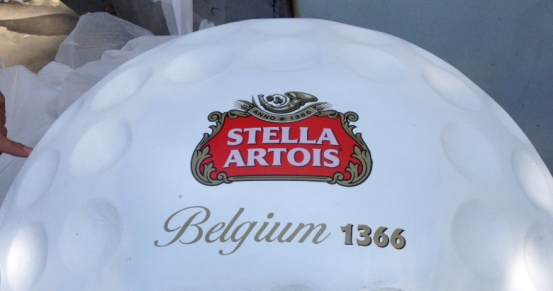 ANNO 1366
STELLA
ARTOIS
Belgium 1366